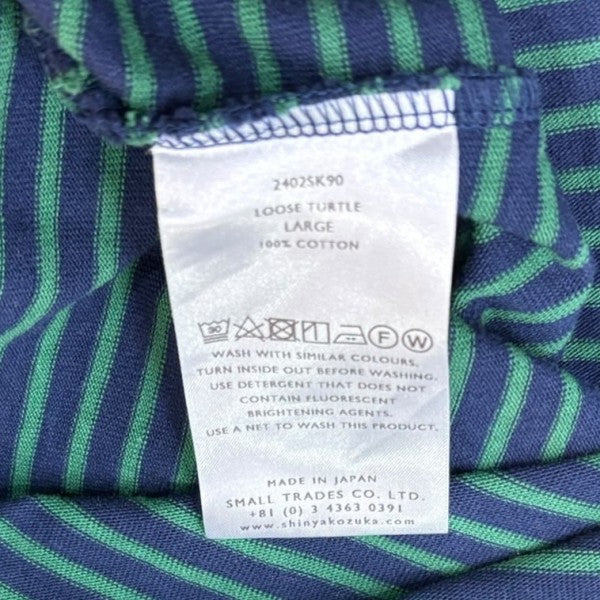 2402SK90
LOOSE TURTLE
LARGE
100% COTTON
F W
WASH WITH SIMILAR COLOURS.
TURN INSIDE OUT BEFORE WASHING.
USE DETERGENT THAT DOES NOT
CONTAIN FLUORESCENT
BRIGHTENING AGENTS.
USE A NET TO WASH THIS PRODUCT.
MADE IN JAPAN
SMALL TRADES CO. LTD.
+81 (0) 3 4363 0391
www.shinyakozuka.com